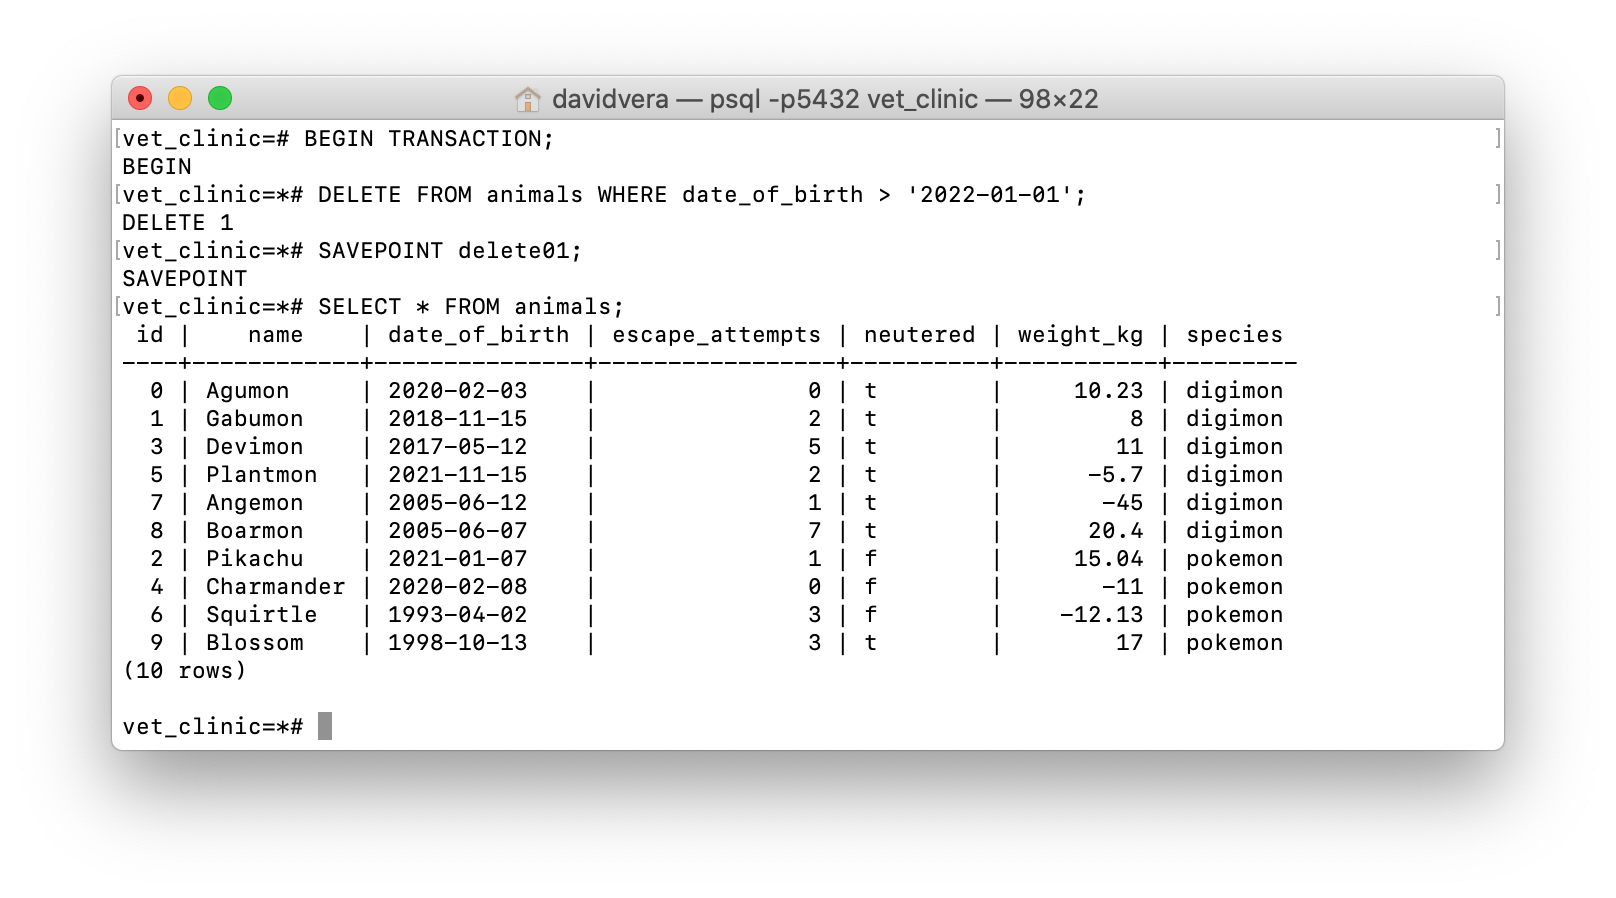 davidvera — psql -p5432 vet_clinic — 98×22
[vet_clinic=# BEGIN TRANSACTION; ]
BEGIN
[vet_clinic=*# DELETE FROM animals WHERE date_of_birth > '2022-01-01'; ]
DELETE 1
[vet_clinic=*# SAVEPOINT delete01; ]
SAVEPOINT
[vet_clinic=*# SELECT * FROM animals; ]
 id |    name    | date_of_birth | escape_attempts | neutered | weight_kg | species
----+------------+---------------+-----------------+----------+-----------+---------
  0 | Agumon     | 2020-02-03    |               0 | t        |     10.23 | digimon
  1 | Gabumon    | 2018-11-15    |               2 | t        |         8 | digimon
  3 | Devimon    | 2017-05-12    |               5 | t        |        11 | digimon
  5 | Plantmon   | 2021-11-15    |               2 | t        |      -5.7 | digimon
  7 | Angemon    | 2005-06-12    |               1 | t        |       -45 | digimon
  8 | Boarmon    | 2005-06-07    |               7 | t        |      20.4 | digimon
  2 | Pikachu    | 2021-01-07    |               1 | f        |     15.04 | pokemon
  4 | Charmander | 2020-02-08    |               0 | f        |       -11 | pokemon
  6 | Squirtle   | 1993-04-02    |               3 | f        |    -12.13 | pokemon
  9 | Blossom    | 1998-10-13    |               3 | t        |        17 | pokemon
(10 rows)
vet_clinic=*#